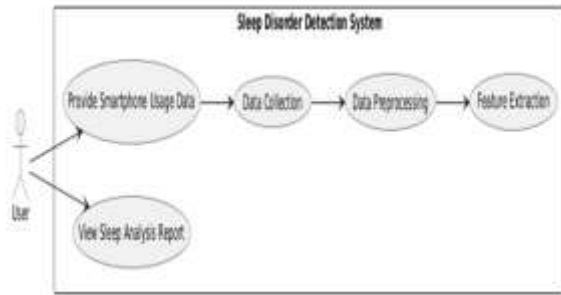 Sleep Disorder Detection System
Provide Smartphone Usage Data
Data Collection
Data Preprocessing
Feature Extraction
User
View Sleep Analysis Report